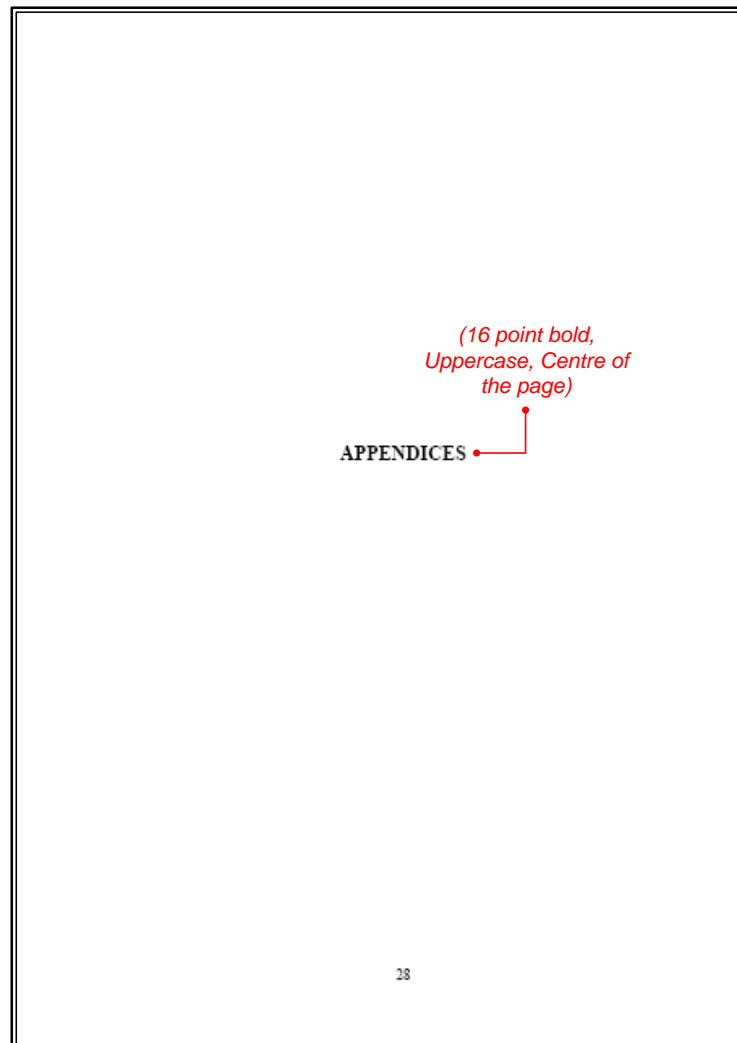 (16 point bold,
Uppercase, Centre of
the page)
APPENDICES
28